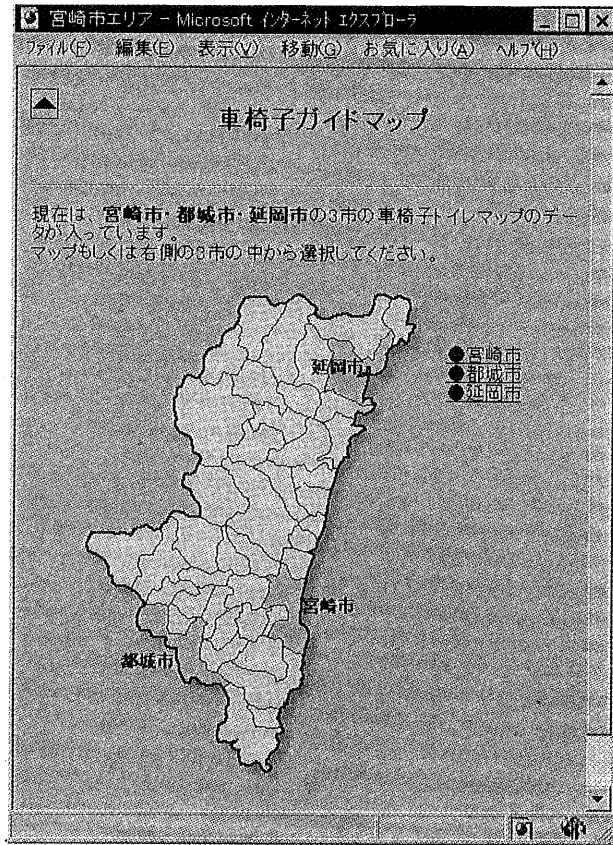 宮崎市エリア - Microsoft インターネット エクスプローラ
ファイル(F) 編集(E) 表示(V) 移動(G) お気に入り(A) ヘルプ(H)
車椅子ガイドマップ
現在は、宮崎市・都城市・延岡市の3市の車椅子トイレマップのデー
タが入っています。
マップもしくは右側の3市の中から選択してください。
延岡市
●宮崎市
●都城市
●延岡市
宮崎市
都城市